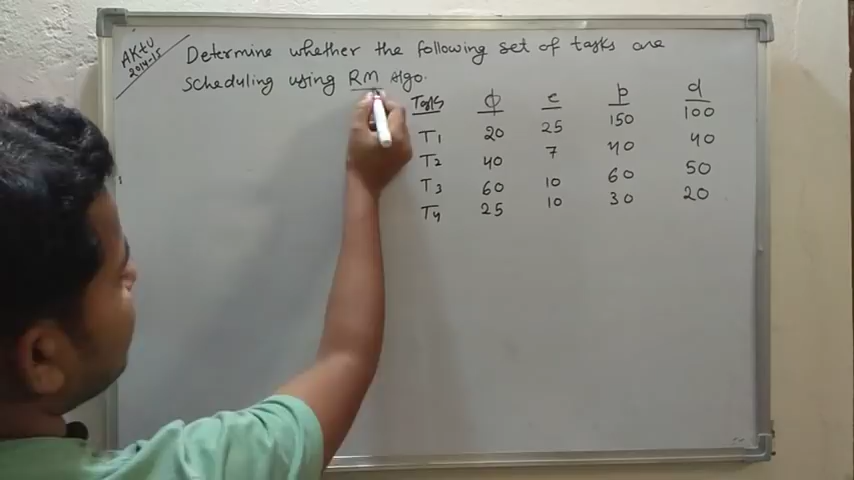 AKTU
2014-15
Determine whether the following set of tasks are
scheduling using RM Algo.
Tasks ϕ e p d
T1 20 25 150 100
T2 40 7 40 40
T3 60 10 60 50
T4 25 10 30 20